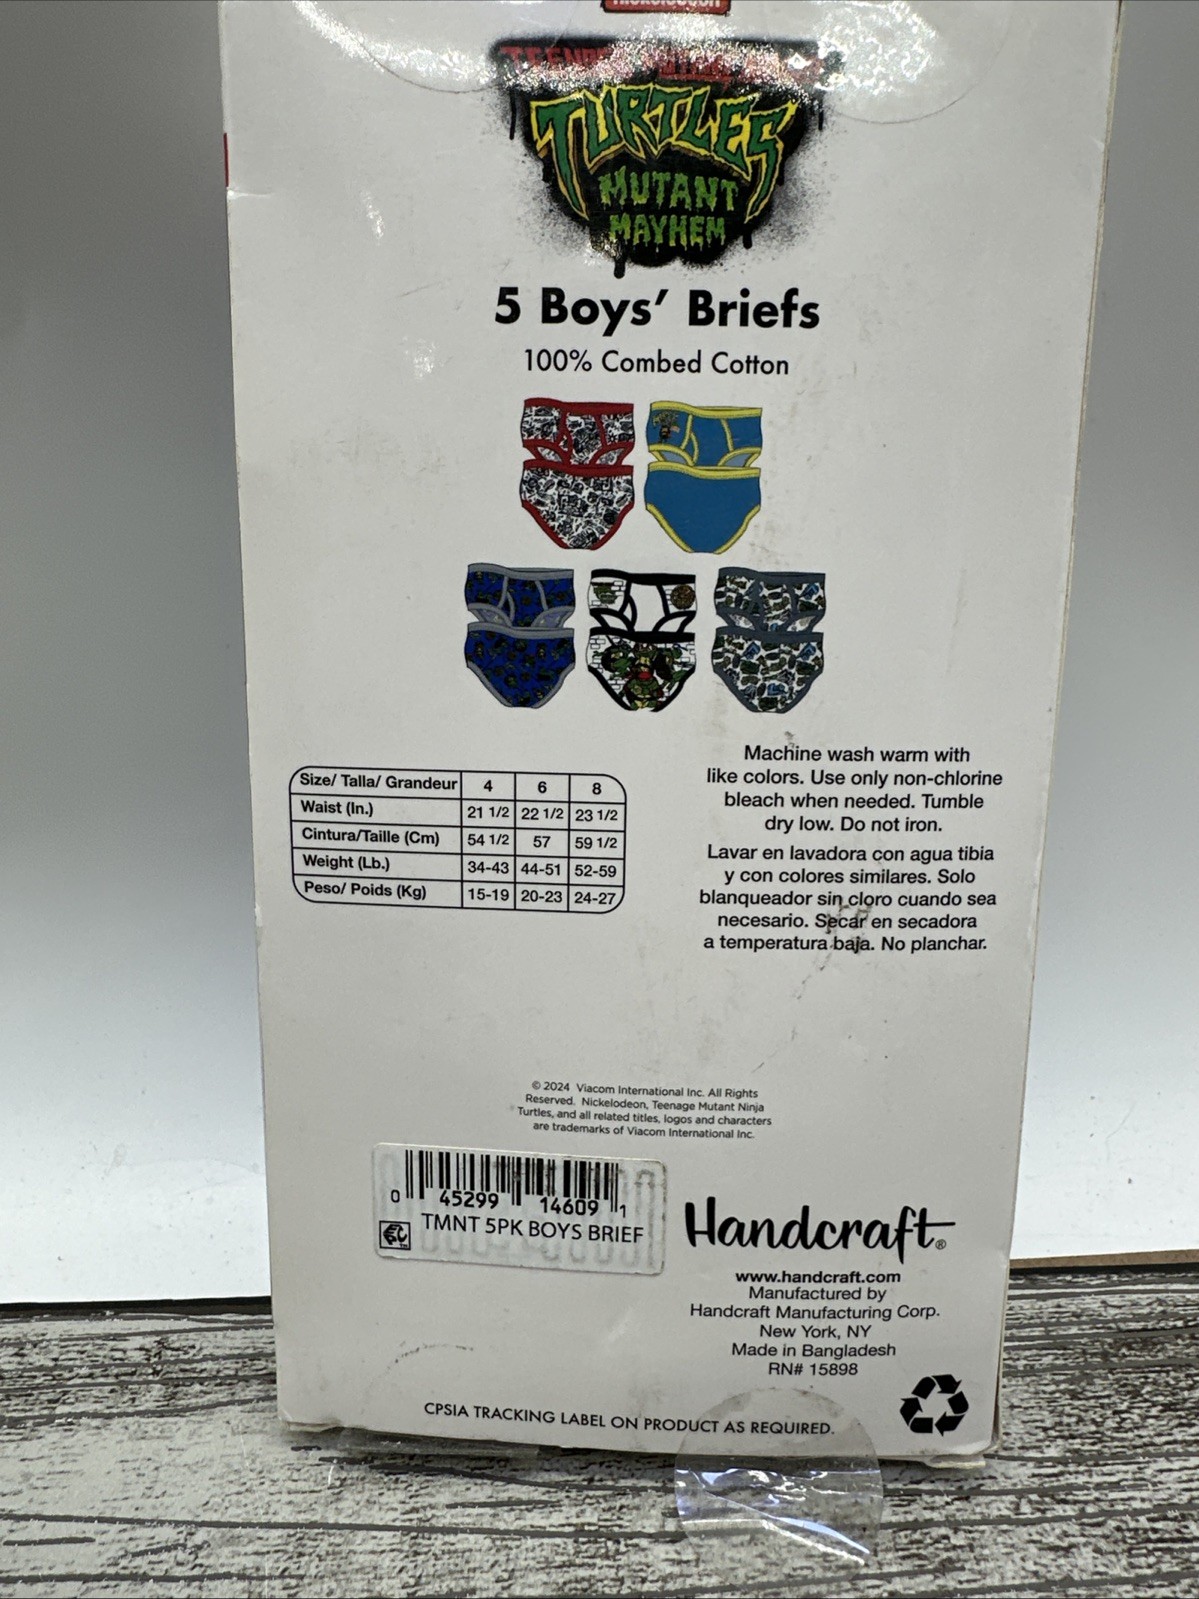 nickelodeon
TEENAGE MUTANT NINJA
TURTLES
MUTANT
MAYHEM
5 Boys' Briefs
100% Combed Cotton
Size/ Talla/ Grandeur 4 6 8
Waist (In.) 21 1/2 22 1/2 23 1/2
Cintura/Taille (Cm) 54 1/2 57 59 1/2
Weight (Lb.) 34-43 44-51 52-59
Peso/ Poids (Kg) 15-19 20-23 24-27
Machine wash warm with
like colors. Use only non-chlorine
bleach when needed. Tumble
dry low. Do not iron.
Lavar en lavadora con agua tibia
y con colores similares. Solo
blanqueador sin cloro cuando sea
necesario. Secar en secadora
a temperatura baja. No planchar.
© 2024 Viacom International Inc. All Rights
Reserved. Nickelodeon, Teenage Mutant Ninja
Turtles, and all related titles, logos and characters
are trademarks of Viacom International Inc.
0 45299 14609 1
TMNT 5PK BOYS BRIEF
Handcraft®
www.handcraft.com
Manufactured by
Handcraft Manufacturing Corp.
New York, NY
Made in Bangladesh
RN# 15898
CPSIA TRACKING LABEL ON PRODUCT AS REQUIRED.